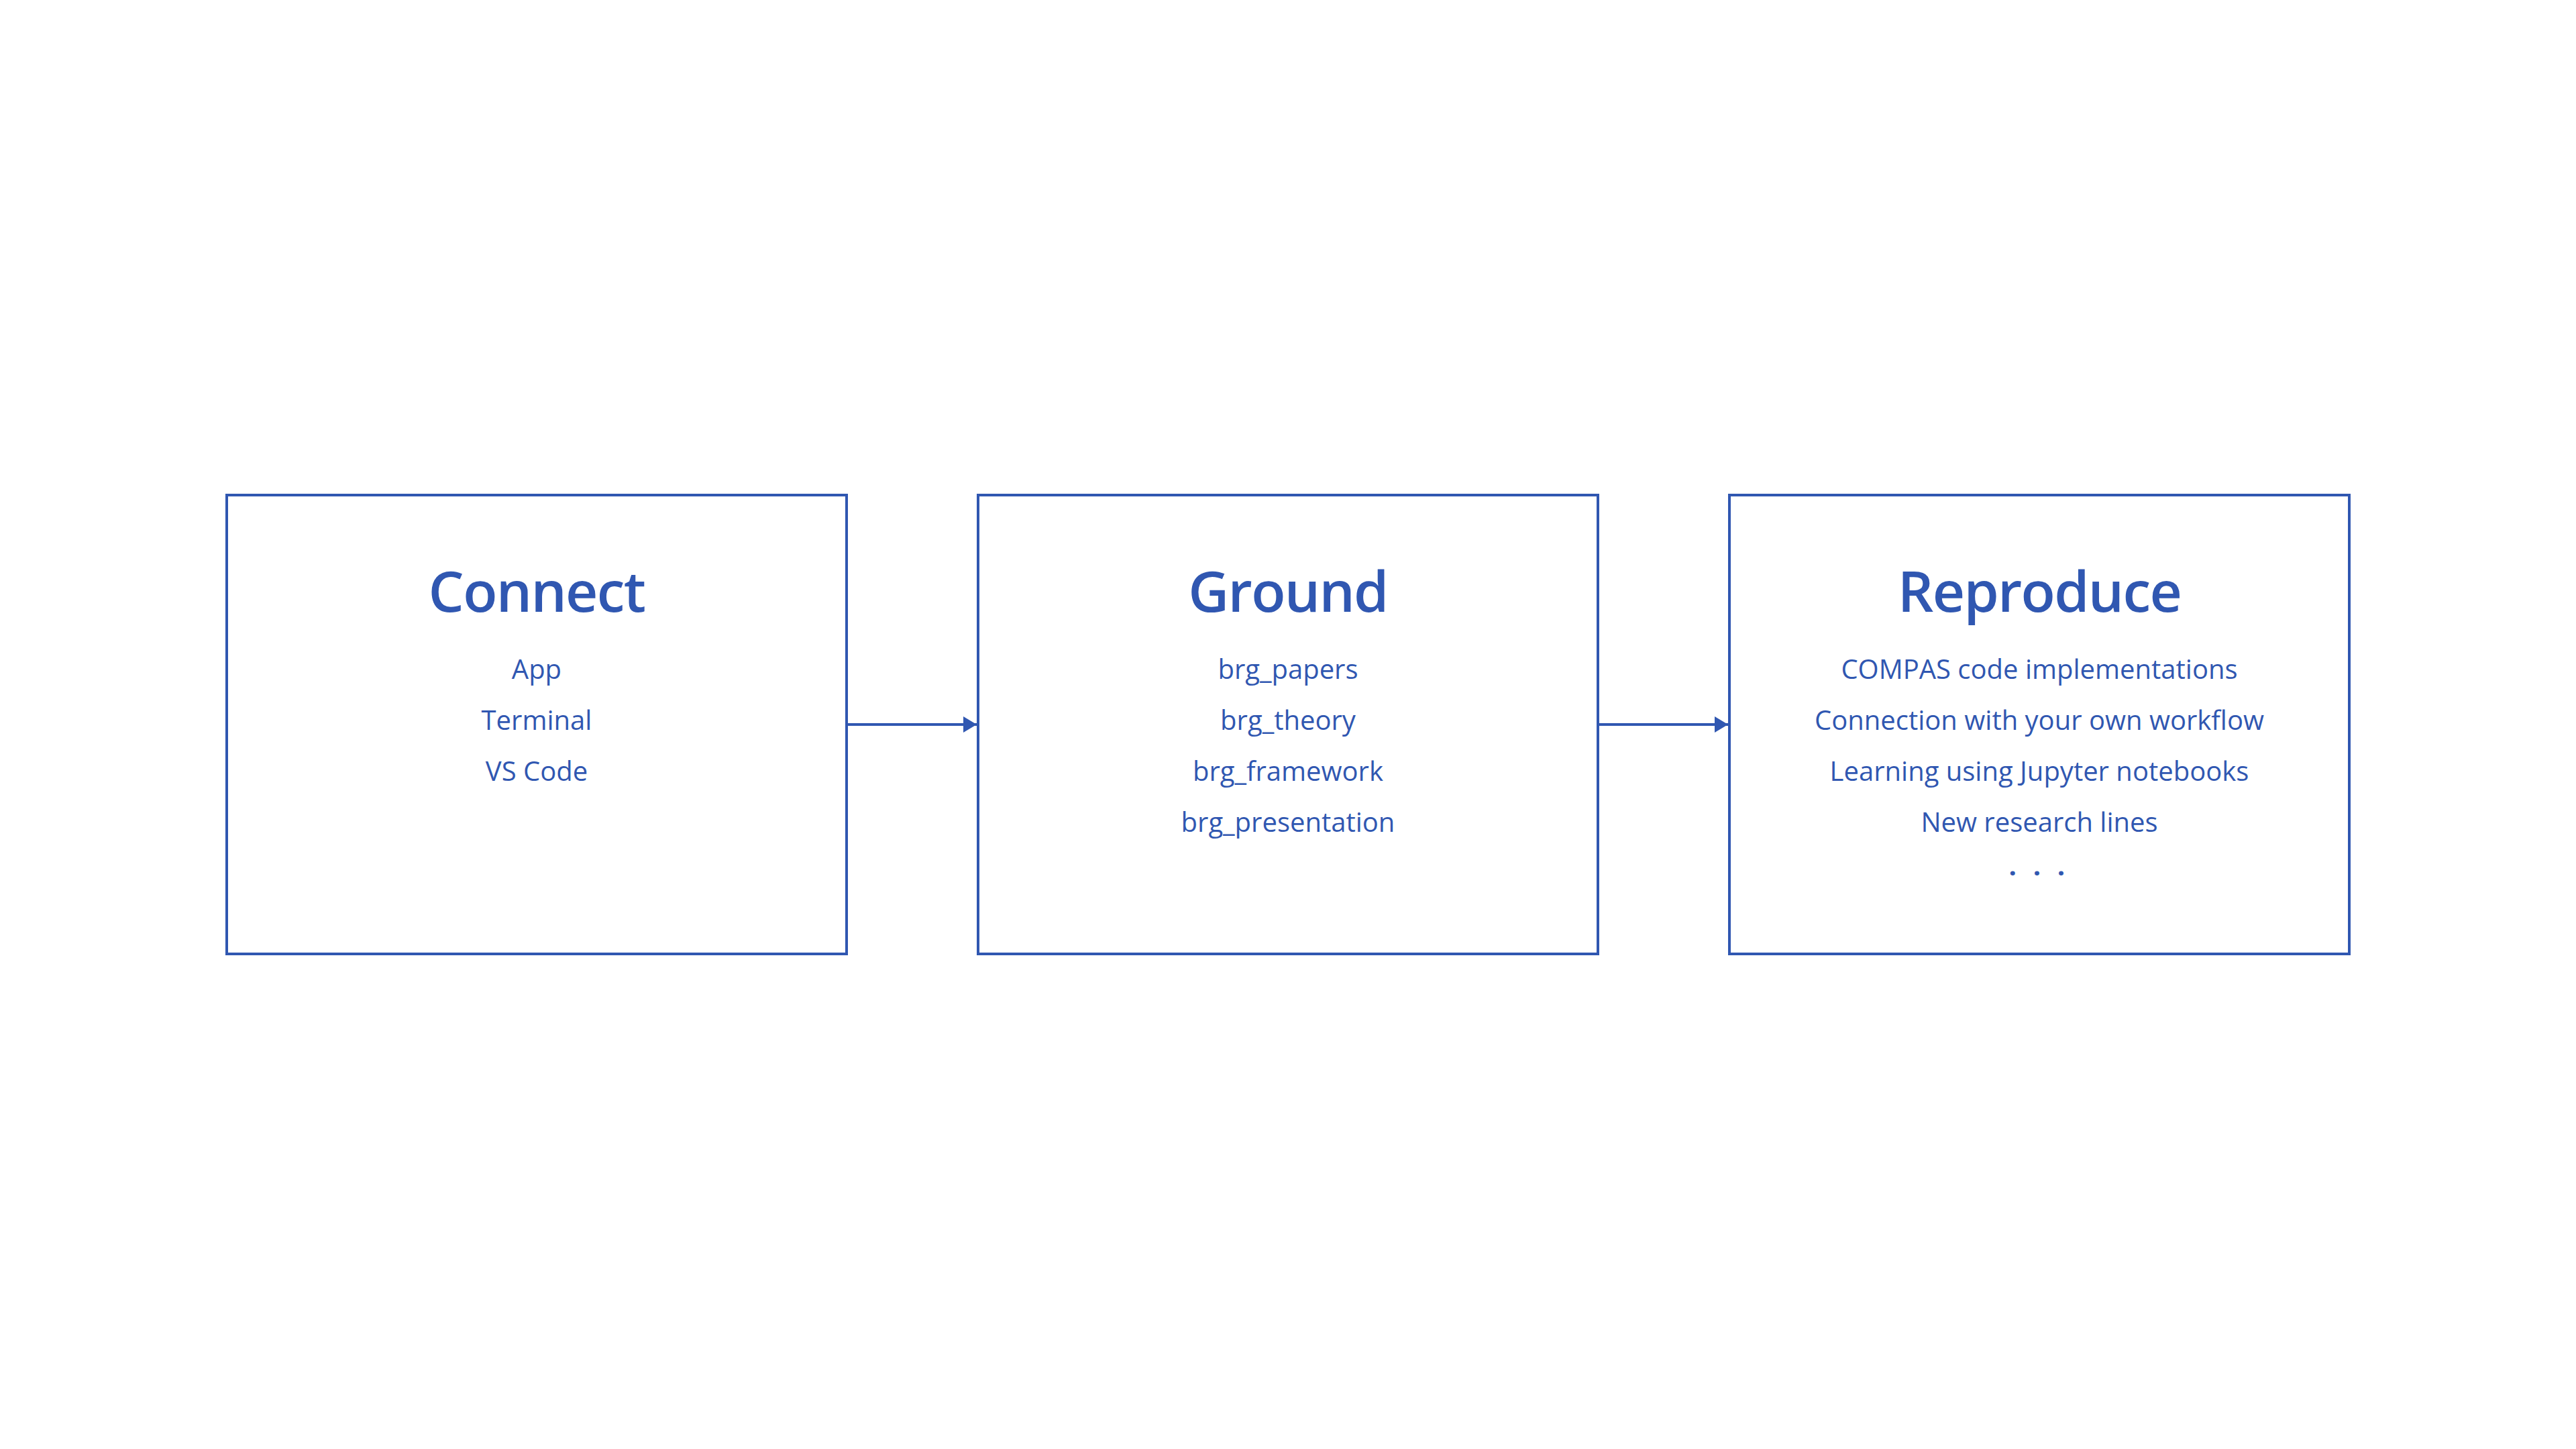 Connect
App
Terminal
VS Code
Ground
brg_papers
brg_theory
brg_framework
brg_presentation
Reproduce
COMPAS code implementations
Connection with your own workflow
Learning using Jupyter notebooks
New research lines
. . .